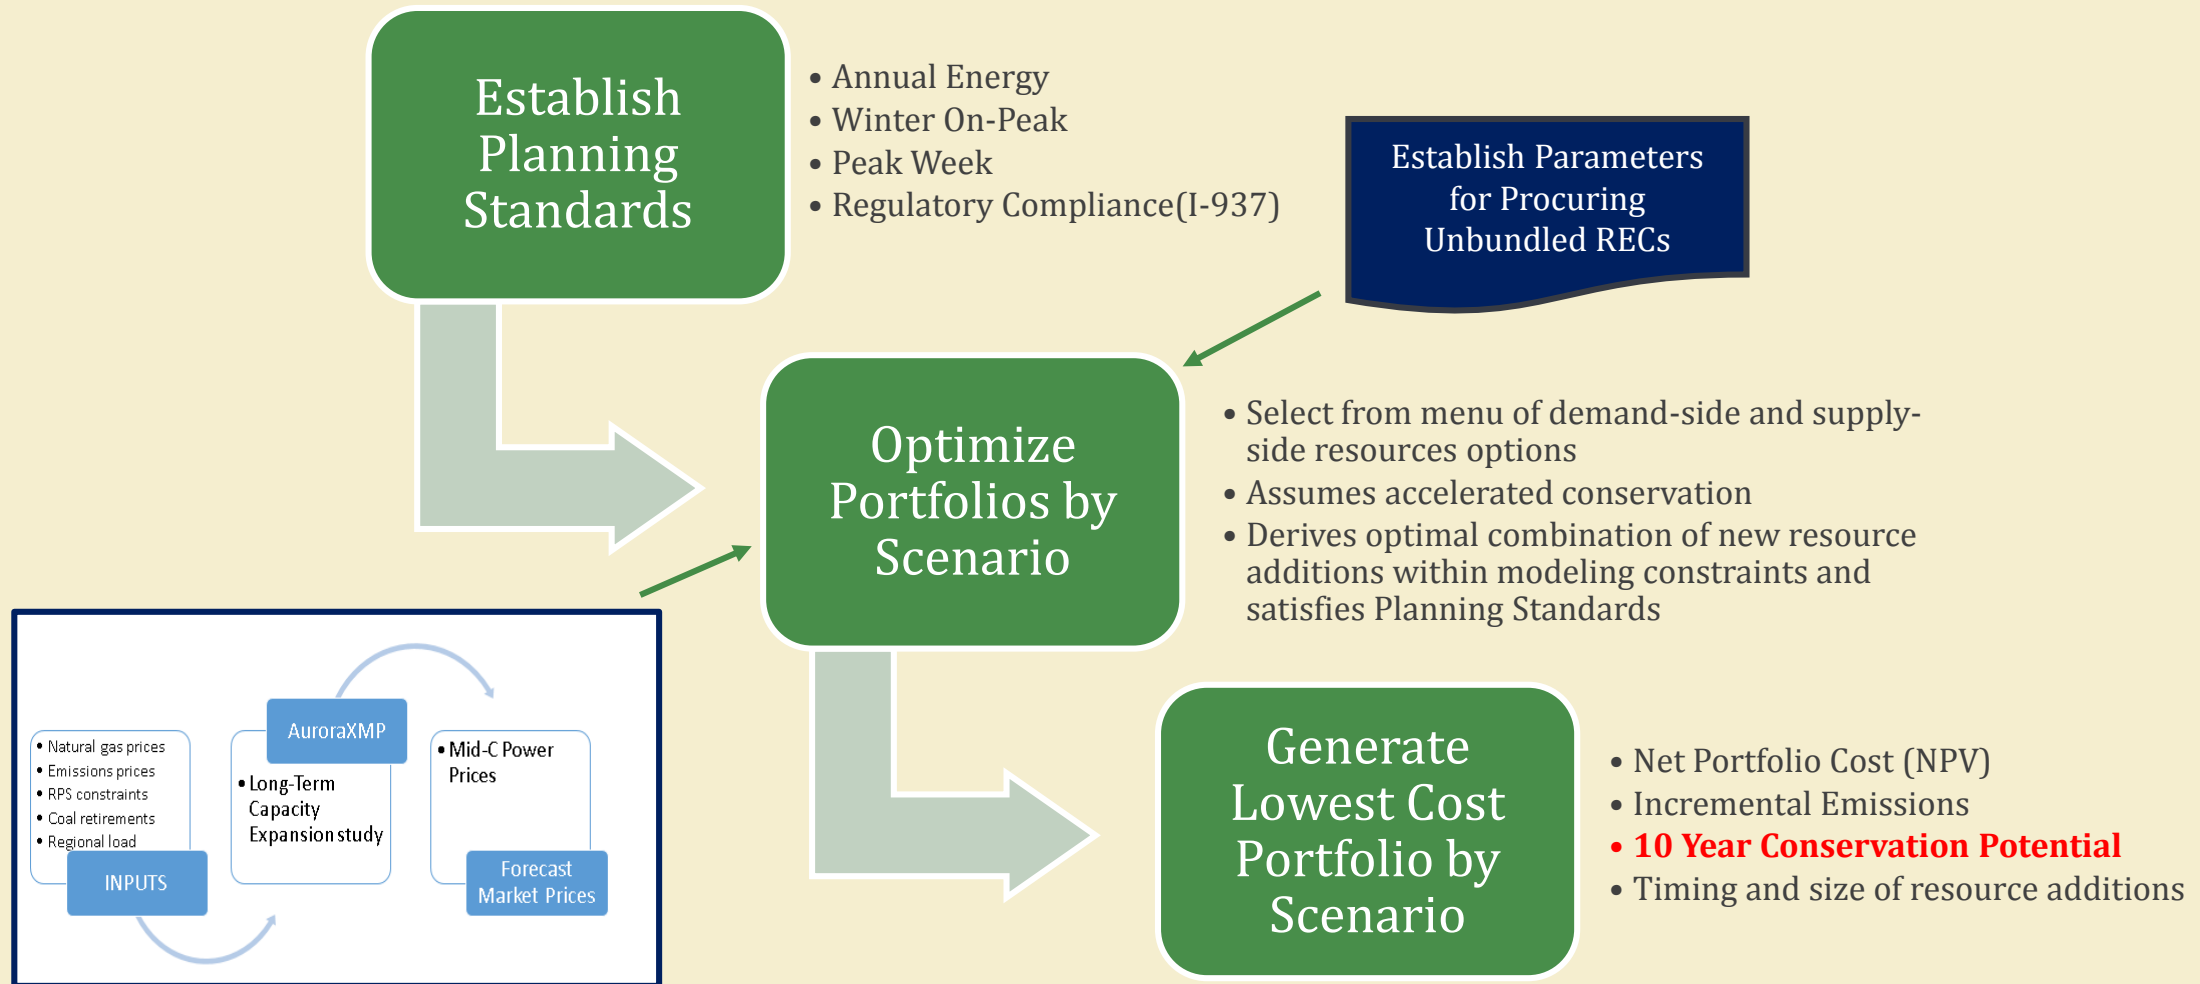 Establish
Planning
Standards
• Annual Energy
• Winter On-Peak
• Peak Week
• Regulatory Compliance(I-937)
Establish Parameters
for Procuring
Unbundled RECs
Optimize
Portfolios by
Scenario
• Select from menu of demand-side and supply-
side resources options
• Assumes accelerated conservation
• Derives optimal combination of new resource
additions within modeling constraints and
satisfies Planning Standards
• Natural gas prices
• Emissions prices
• RPS constraints
• Coal retirements
• Regional load
INPUTS
AuroraXMP
• Long-Term
Capacity
Expansion study
• Mid-C Power
Prices
Forecast
Market Prices
Generate
Lowest Cost
Portfolio by
Scenario
• Net Portfolio Cost (NPV)
• Incremental Emissions
• 10 Year Conservation Potential
• Timing and size of resource additions